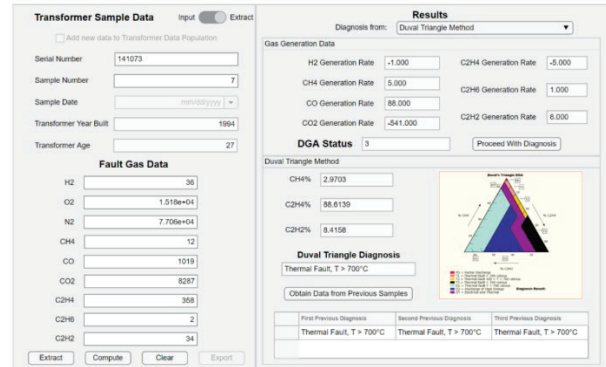 Transformer Sample Data
Input
Extract
Add new data to Transformer Data Population
Serial Number
141073
Sample Number
7
Sample Date
mm/dd/yyyy
Transformer Year Built
1994
Transformer Age
27
Fault Gas Data
H2
36
O2
1.518e+04
N2
7.706e+04
CH4
12
CO
1019
CO2
8287
C2H4
358
C2H6
2
C2H2
34
Extract
Compute
Clear
Export
Results
Diagnosis from:
Duval Triangle Method
Gas Generation Data
H2 Generation Rate
-1.000
C2H4 Generation Rate
-5.000
CH4 Generation Rate
5.000
C2H6 Generation Rate
1.000
CO Generation Rate
88.000
C2H2 Generation Rate
6.000
CO2 Generation Rate
-541.000
DGA Status
3
Proceed With Diagnosis
Duval Triangle Method
CH4%
2.9703
C2H4%
88.6139
C2H2%
8.4158
Duval Triangle Diagnosis
Thermal Fault, T > 700°C
Obtain Data from Previous Samples
First Previous Diagnosis
Second Previous Diagnosis
Third Previous Diagnosis
Thermal Fault, T > 700°C
Thermal Fault, T > 700°C
Thermal Fault, T > 700°C